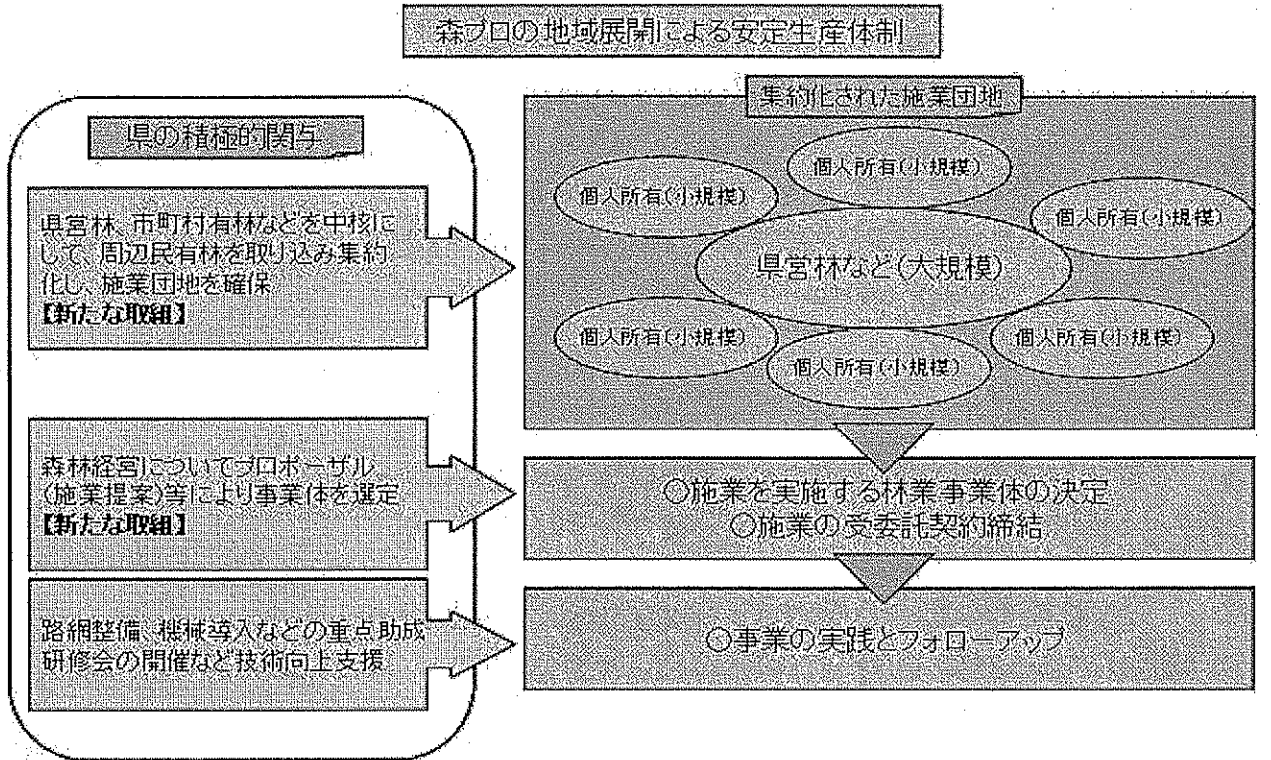 森プロの地域展開による安定生産体制
県の積極的関与
県営林、市町村有林などを中核に
して、周辺民有林を取り込み集約
化し、施業団地を確保
【新たな取組】
森林経営についてプロポーザル
(施業提案)等により事業体を選定
【新たな取組】
路網整備、機械導入などの重点助成
研修会の開催など技術向上支援
集約化された施業団地
個人所有(小規模)
個人所有(小規模)
個人所有(小規模)
県営林など(大規模)
個人所有(小規模)
個人所有(小規模)
個人所有(小規模)
○施業を実施する林業事業体の決定
○施業の受委託契約締結
○事業の実践とフォローアップ